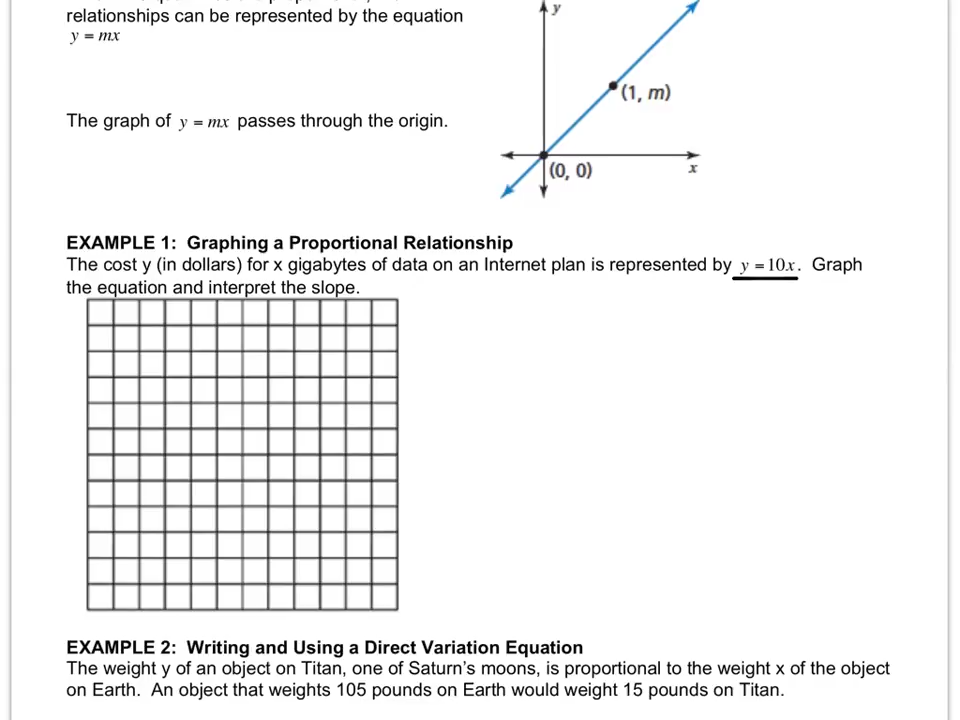 relationships can be represented by the equation
y = mx
y
(1, m)
The graph of y = mx passes through the origin.
(0, 0)
x
EXAMPLE 1: Graphing a Proportional Relationship
The cost y (in dollars) for x gigabytes of data on an Internet plan is represented by y = 10x. Graph
the equation and interpret the slope.
EXAMPLE 2: Writing and Using a Direct Variation Equation
The weight y of an object on Titan, one of Saturn's moons, is proportional to the weight x of the object
on Earth. An object that weights 105 pounds on Earth would weight 15 pounds on Titan.